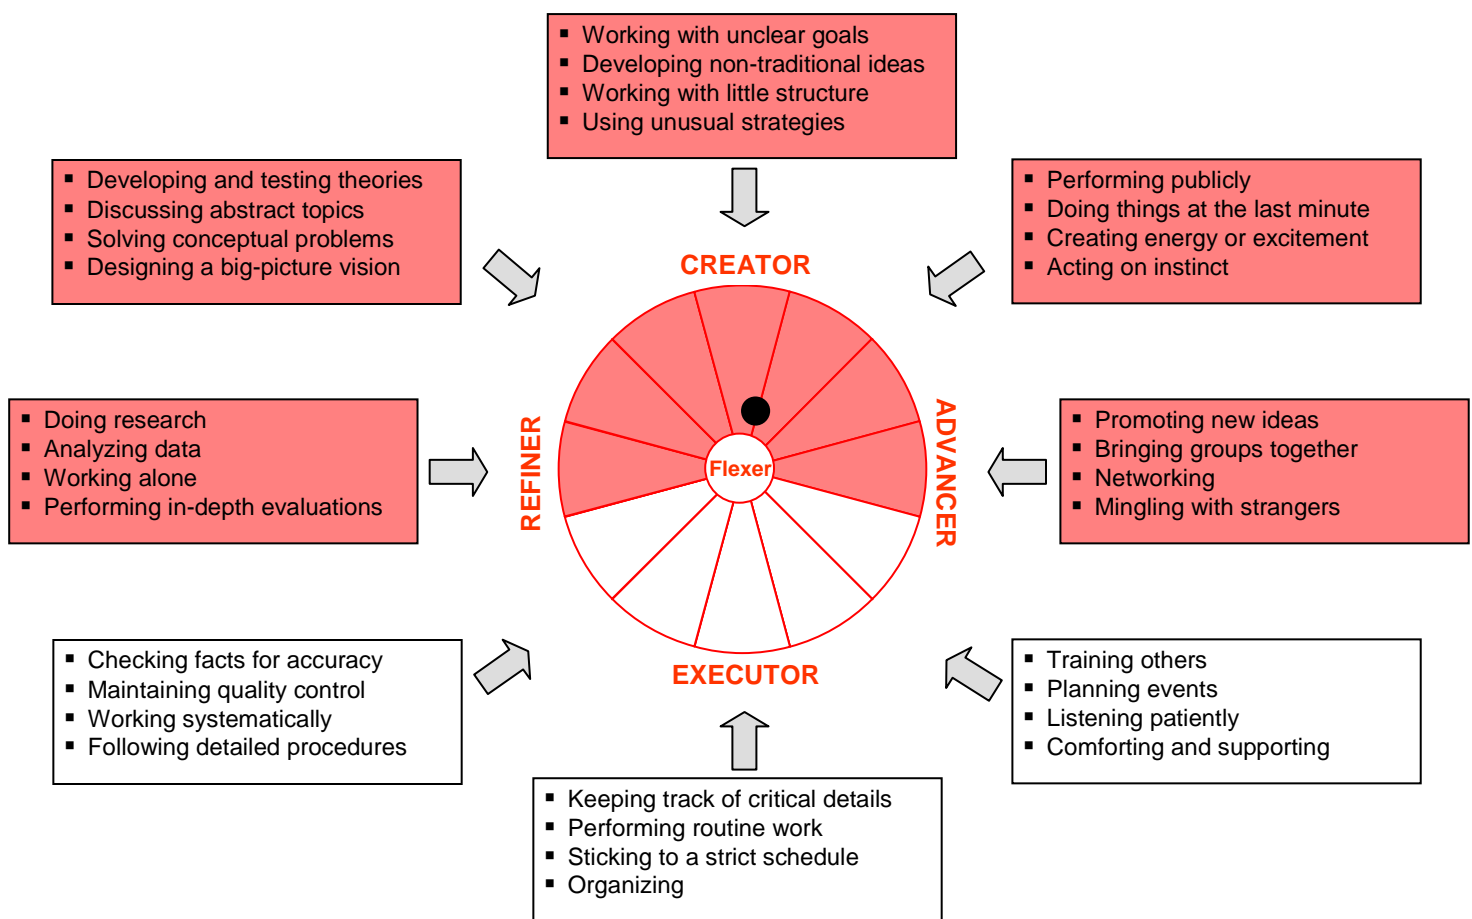 ▪ Working with unclear goals
▪ Developing non-traditional ideas
▪ Working with little structure
▪ Using unusual strategies
▪ Developing and testing theories
▪ Discussing abstract topics
▪ Solving conceptual problems
▪ Designing a big-picture vision
▪ Performing publicly
▪ Doing things at the last minute
▪ Creating energy or excitement
▪ Acting on instinct
CREATOR
▪ Doing research
▪ Analyzing data
▪ Working alone
▪ Performing in-depth evaluations
REFINER
Flexer
ADVANCER
▪ Promoting new ideas
▪ Bringing groups together
▪ Networking
▪ Mingling with strangers
EXECUTOR
▪ Checking facts for accuracy
▪ Maintaining quality control
▪ Working systematically
▪ Following detailed procedures
▪ Training others
▪ Planning events
▪ Listening patiently
▪ Comforting and supporting
▪ Keeping track of critical details
▪ Performing routine work
▪ Sticking to a strict schedule
▪ Organizing